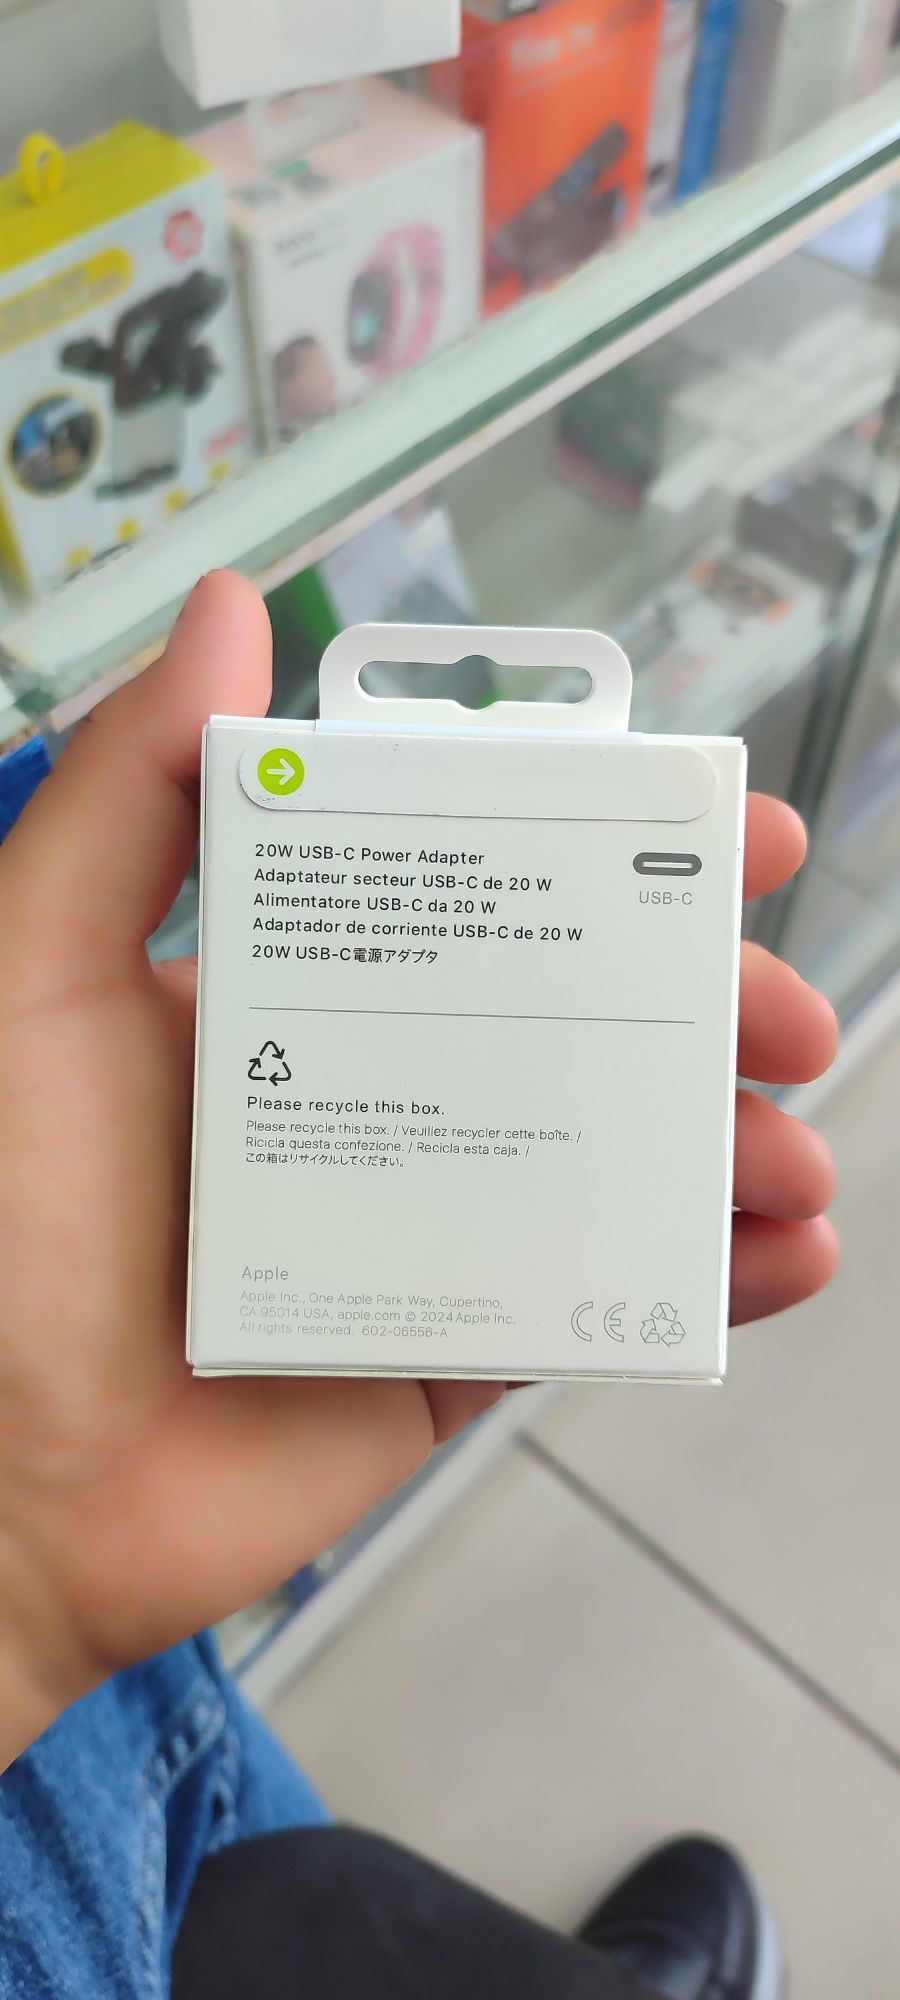 fire tv
20W USB-C Power Adapter
Adaptateur secteur USB-C de 20 W
Alimentatore USB-C da 20 W
Adaptador de corriente USB-C de 20 W
20W USB-C電源アダプタ
USB-C
Please recycle this box.
Please recycle this box. / Veuillez recycler cette boîte. /
Ricicla questa confezione. / Recicla esta caja. /
この箱はリサイクルしてください。
Apple
Apple Inc., One Apple Park Way, Cupertino,
CA 95014 USA, apple.com © 2024 Apple Inc.
All rights reserved. 602-06556-A
CE